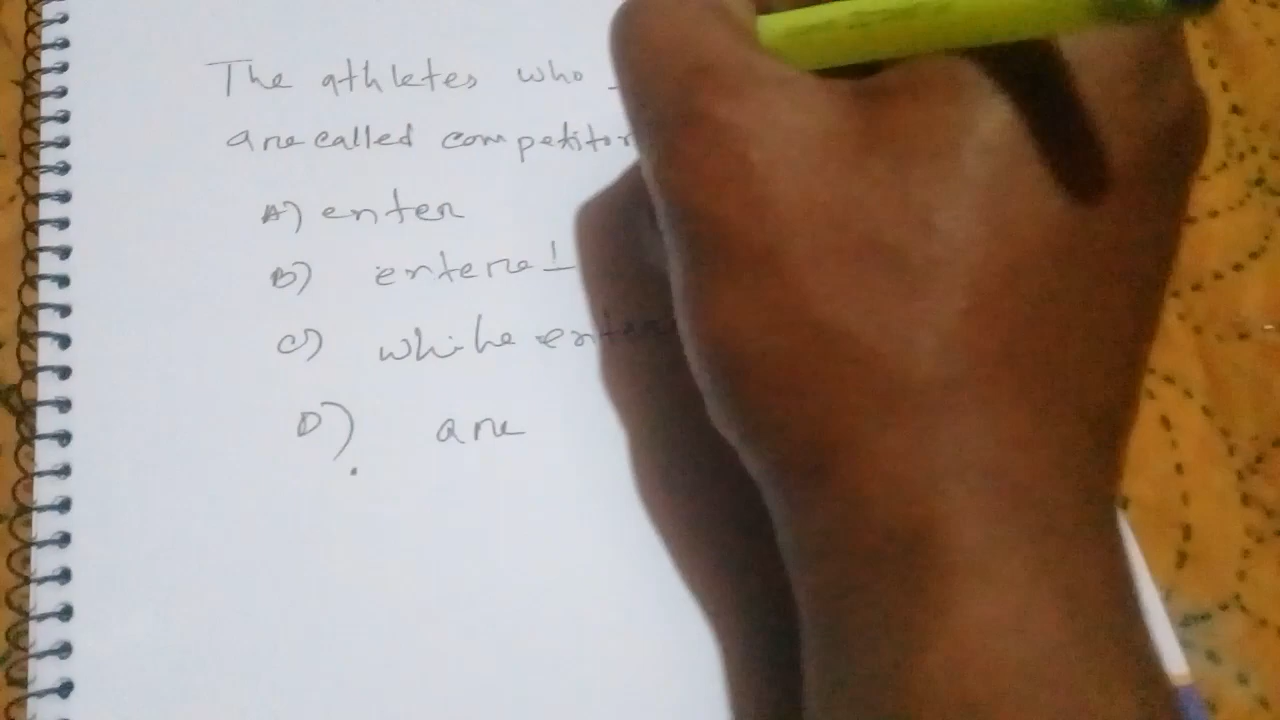 The athletes who _
are called competitor
A) enter
B) entered
C) while
D) are